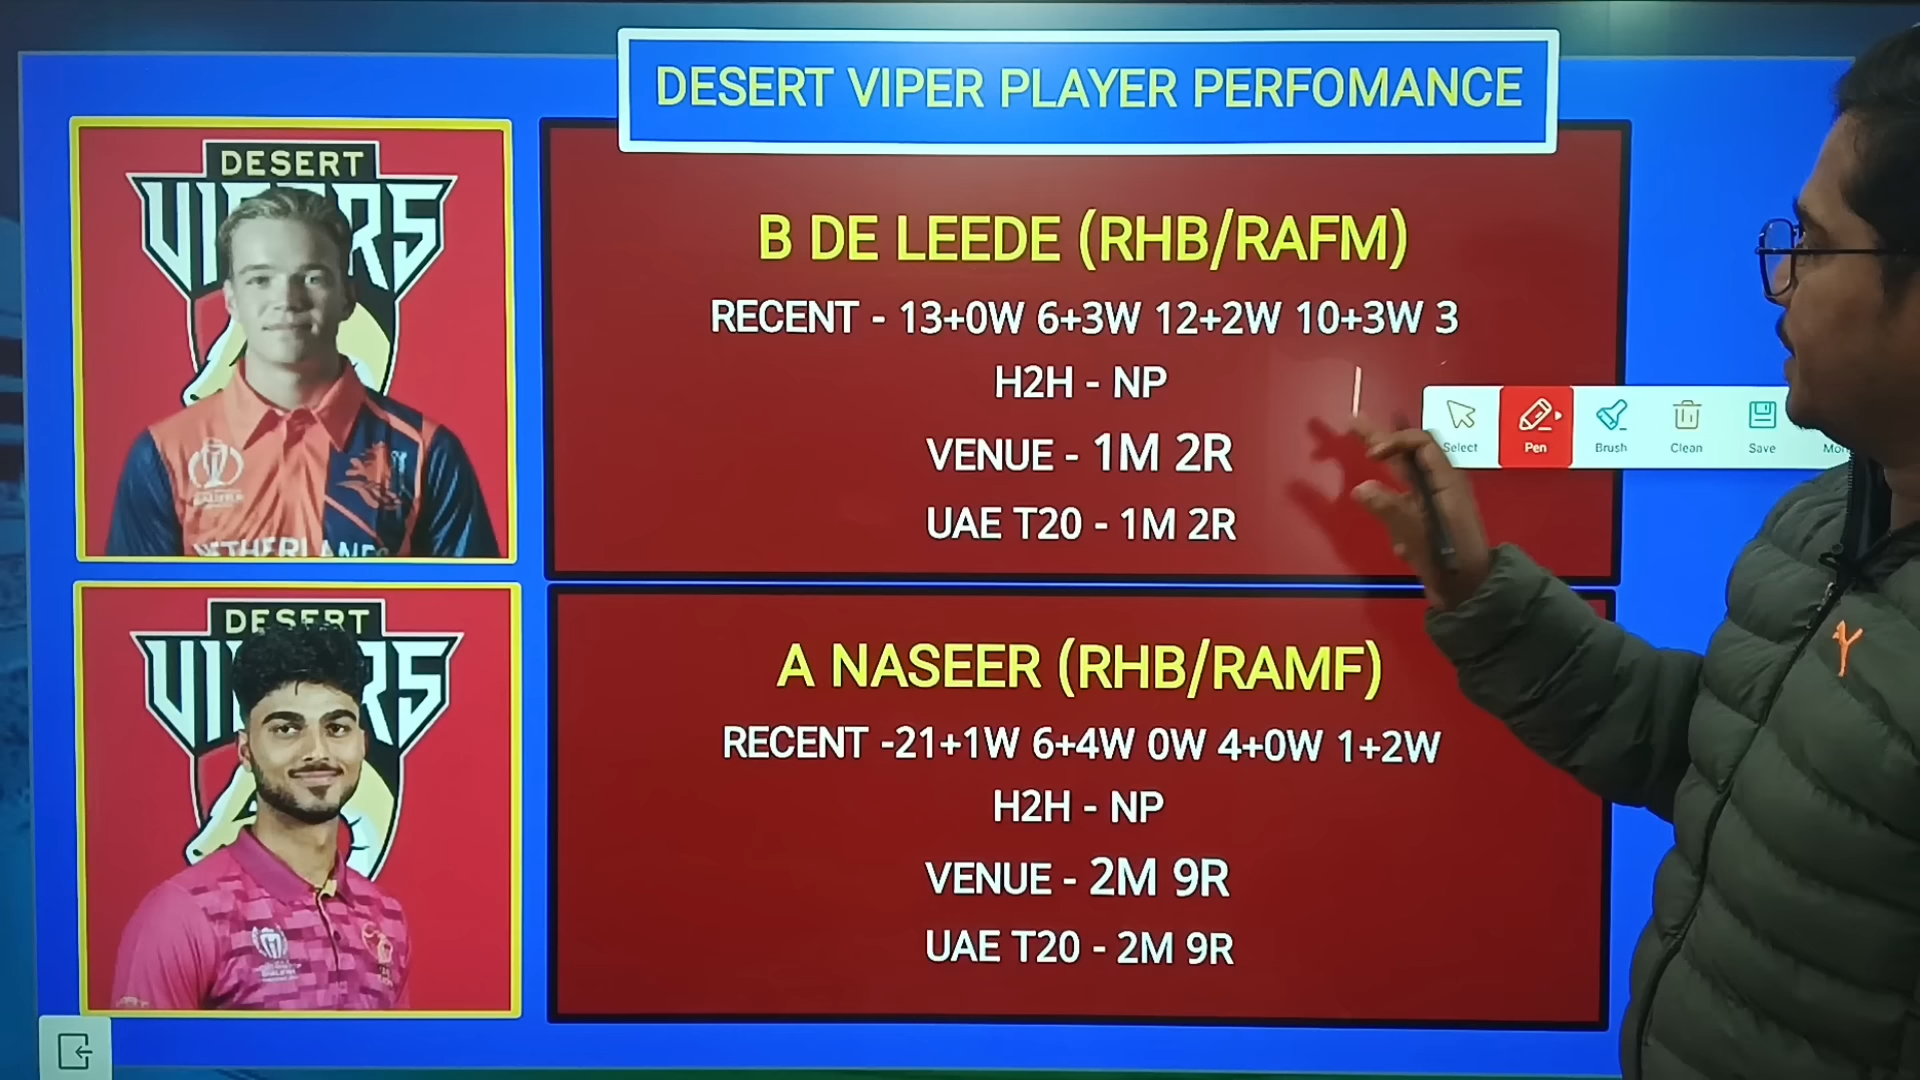 DESERT VIPER PLAYER PERFOMANCE
DESERT
B DE LEEDE (RHB/RAFM)
RECENT - 13+0W 6+3W 12+2W 10+3W 3
H2H - NP
VENUE - 1M 2R
UAE T20 - 1M 2R
Select
Pen
Brush
Clean
Save
DESERT
A NASEER (RHB/RAMF)
RECENT -21+1W 6+4W 0W 4+0W 1+2W
H2H - NP
VENUE - 2M 9R
UAE T20 - 2M 9R